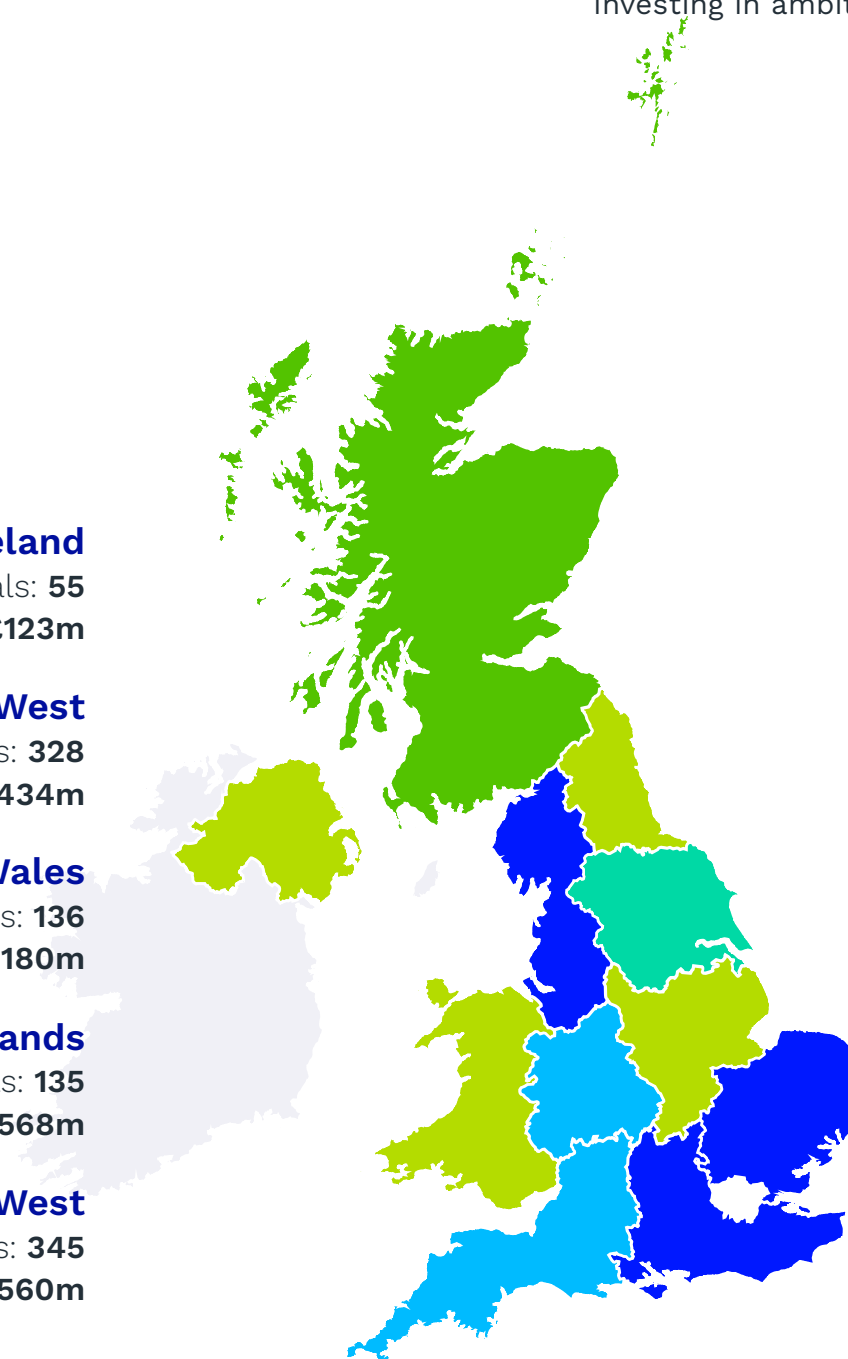 investing in ambit
eland
als: 55
£123m
West
s: 328
434m
Wales
s: 136
180m
ands
s: 135
568m
West
s: 345
560m